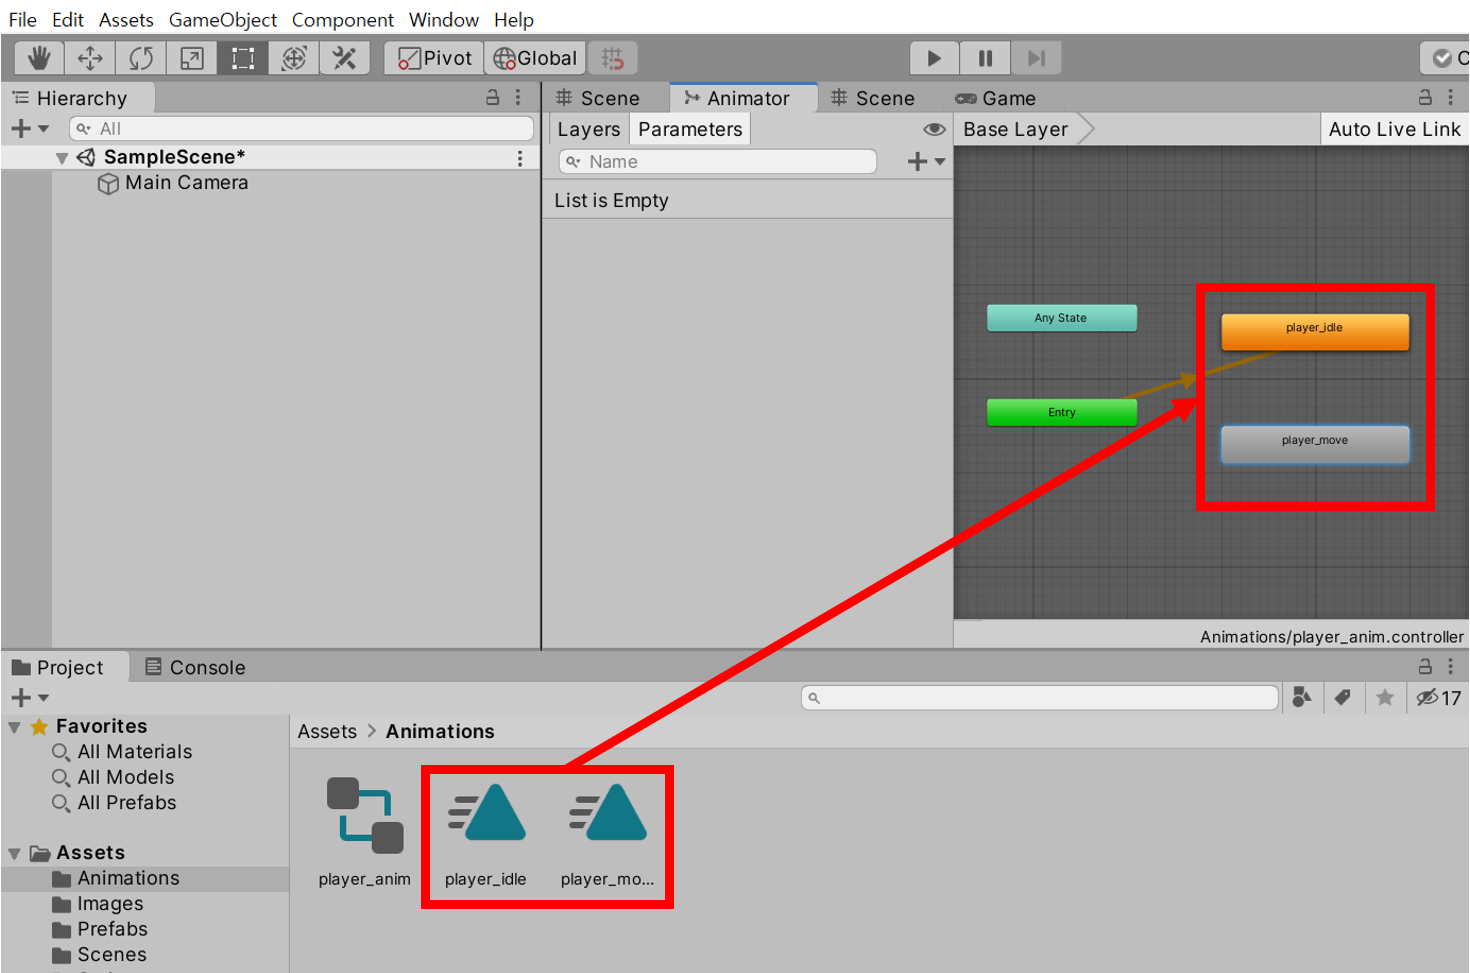 File Edit Assets GameObject Component Window Help
Pivot Global
Hierarchy
All
SampleScene*
Main Camera
Scene Animator Scene Game
Layers Parameters Base Layer Auto Live Link
Name
List is Empty
Any State
player_idle
Entry
player_move
Animations/player_anim.controller
Project Console
17
Favorites
All Materials
All Models
All Prefabs
Assets
Animations
Images
Prefabs
Scenes
Assets > Animations
player_anim player_idle player_mo...